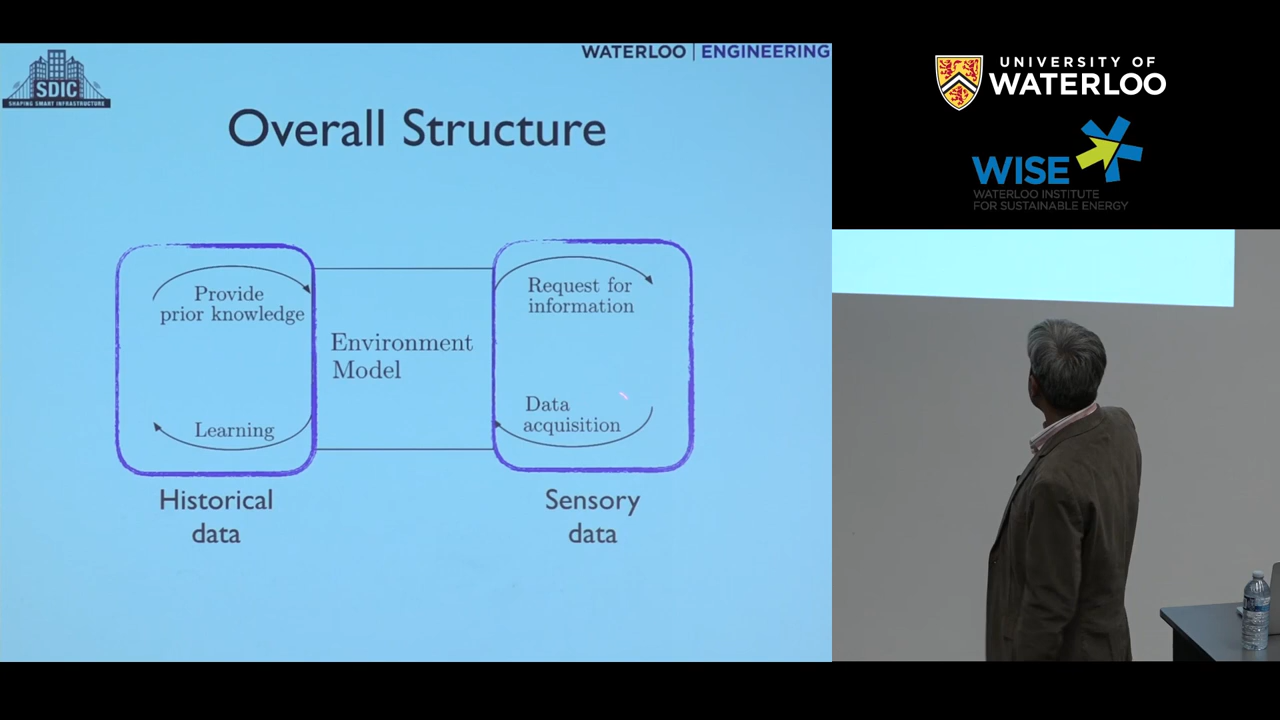 SDIC
SHAPING SMART INFRASTRUCTURE
WATERLOO | ENGINEERING
Overall Structure
Provide
prior knowledge
Learning
Environment
Model
Request for
information
Data
acquisition
Historical
data
Sensory
data
UNIVERSITY OF
WATERLOO
WISE
WATERLOO INSTITUTE
FOR SUSTAINABLE ENERGY